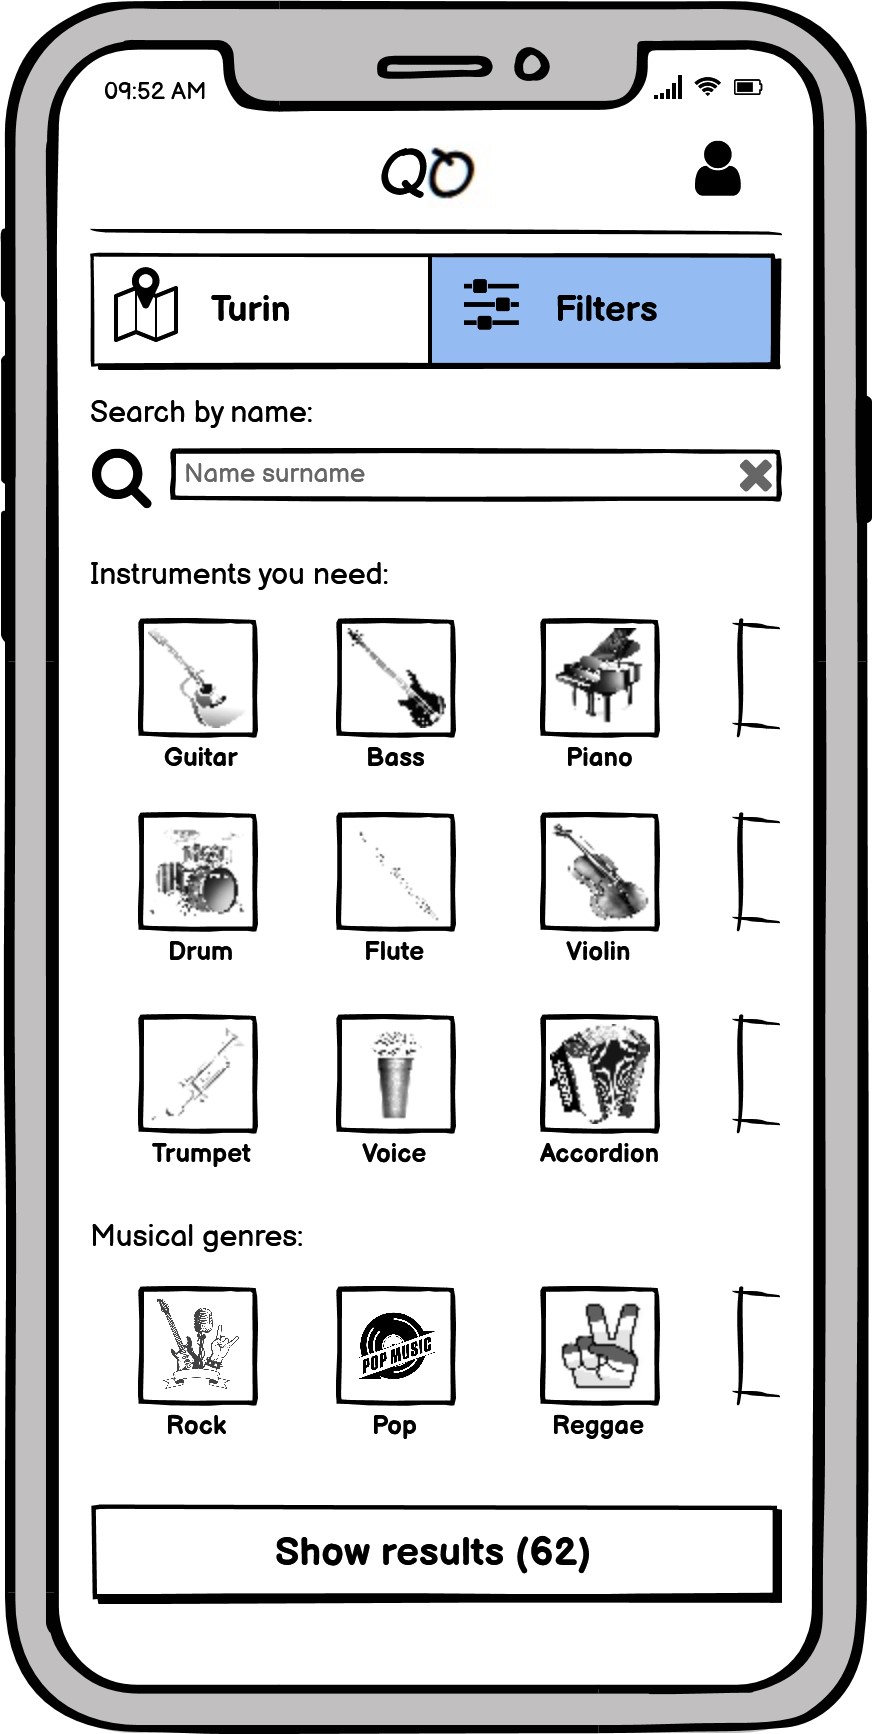 09:52 AM
QO
Turin Filters
Search by name:
Name surname
Instruments you need:
Guitar Bass Piano
Drum Flute Violin
Trumpet Voice Accordion
Musical genres:
POP MUSIC
Rock Pop Reggae
Show results (62)